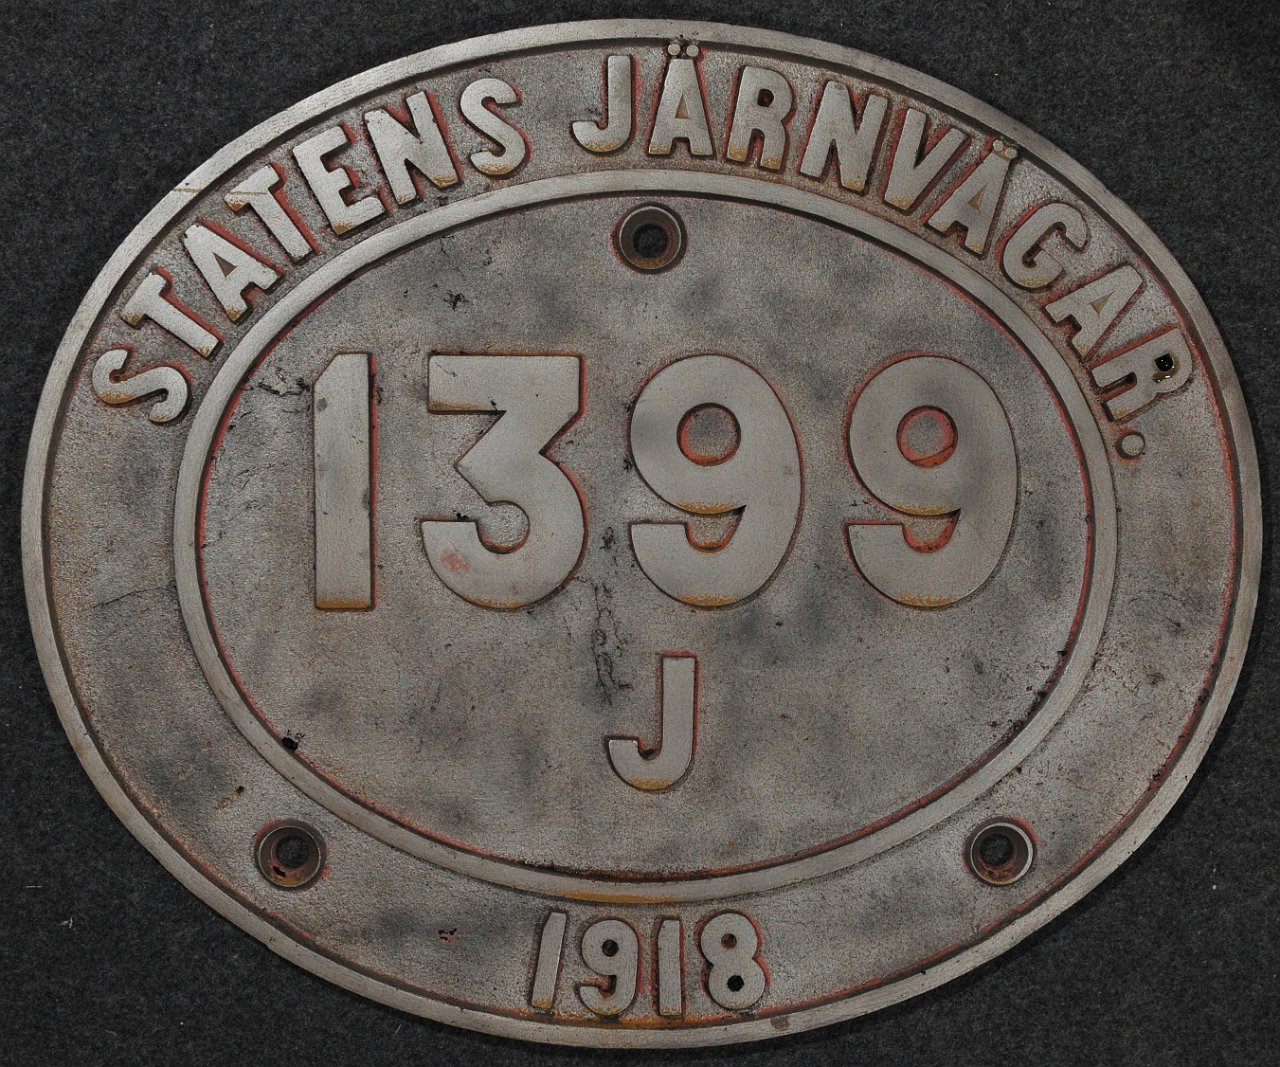 STATENS JÄRNVÄGAR.
1399
J
1918